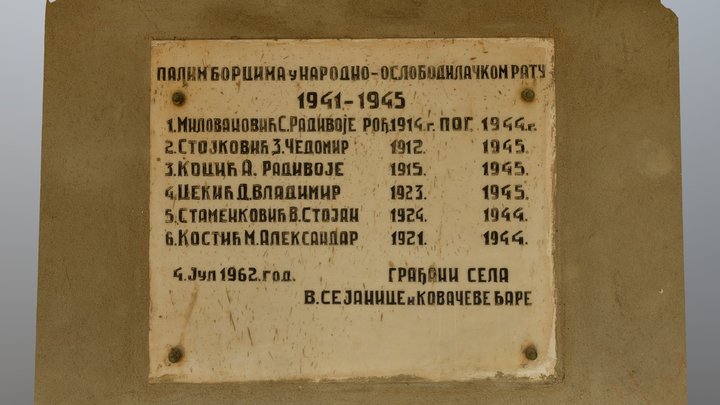 ПАЛИМ БОРЦИМА У НАРОДНО-ОСЛОБОДИЛАЧКОМ РАТУ
1941-1945
1. МИЛОВАНОВИЋ С. РАДИВОЈЕ РОЂ. 1914. г. ПОГ. 1944. г.
2. СТОЈКОВИЋ З. ЧЕДОМИР 1912. 1945.
3. КОЦИЋ А. РАДИВОЈЕ 1915. 1945.
4. ЦЕКИЋ Д. ВЛАДИМИР 1923. 1945.
5. СТАМЕНКОВИЋ В. СТОЈАН 1924. 1944.
6. КОСТИЋ М. АЛЕКСАНДАР 1921. 1944.
4. ЈУЛ 1962. год. ГРАЂАНИ СЕЛА
В. СЕЈАНИЦЕ И КОВАЧЕВЕ БАРЕ